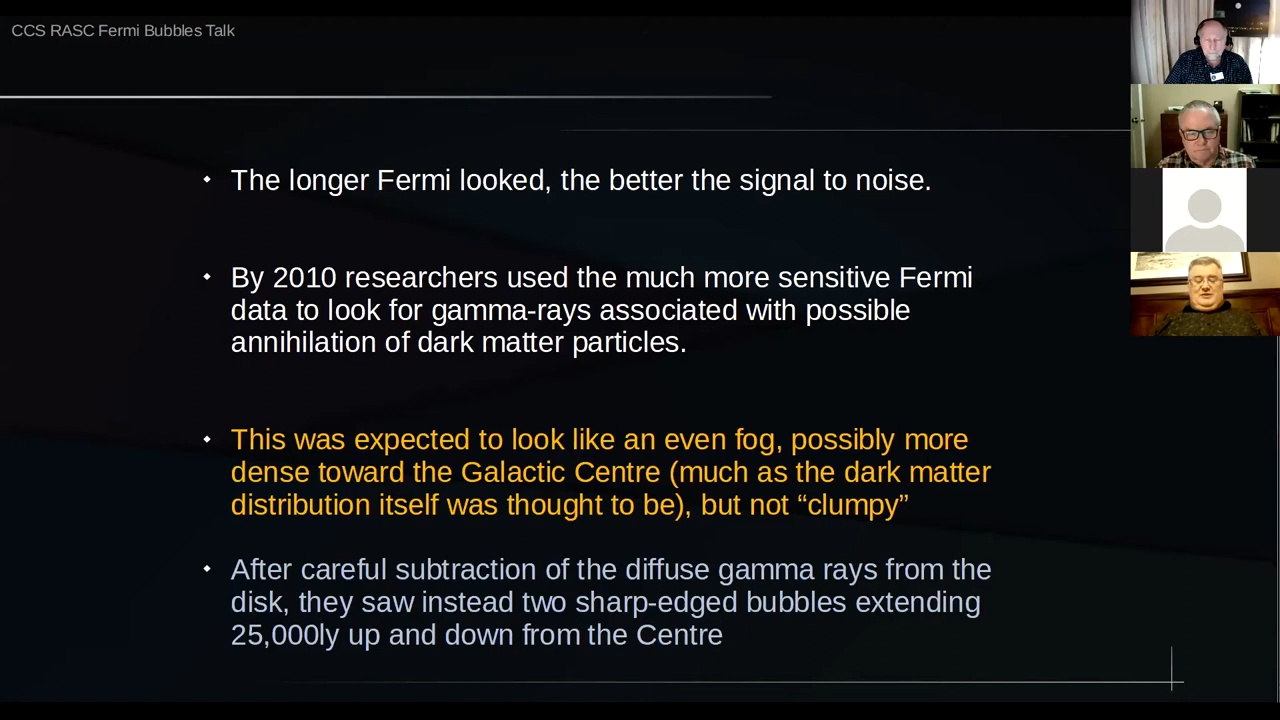 CCS RASC Fermi Bubbles Talk
The longer Fermi looked, the better the signal to noise.
By 2010 researchers used the much more sensitive Fermi
data to look for gamma-rays associated with possible
annihilation of dark matter particles.
This was expected to look like an even fog, possibly more
dense toward the Galactic Centre (much as the dark matter
distribution itself was thought to be), but not “clumpy”
After careful subtraction of the diffuse gamma rays from the
disk, they saw instead two sharp-edged bubbles extending
25,000ly up and down from the Centre